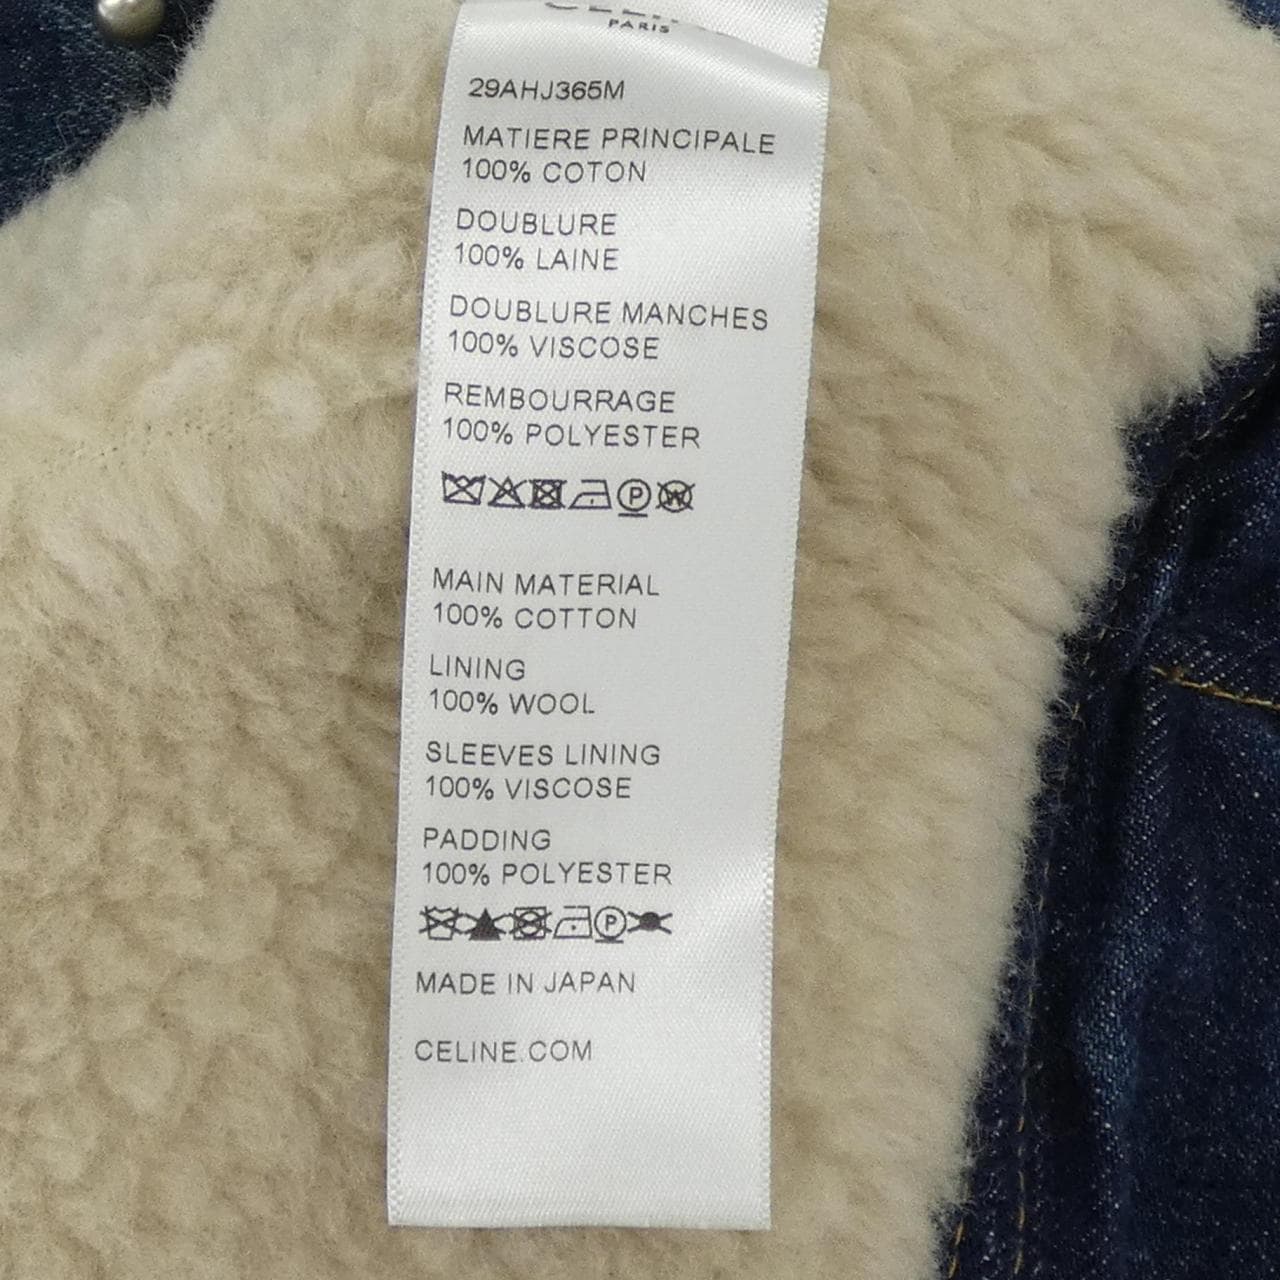 PARIS
29AHJ365M
MATIERE PRINCIPALE
100% COTON
DOUBLURE
100% LAINE
DOUBLURE MANCHES
100% VISCOSE
REMBOURRAGE
100% POLYESTER
MAIN MATERIAL
100% COTTON
LINING
100% WOOL
SLEEVES LINING
100% VISCOSE
PADDING
100% POLYESTER
MADE IN JAPAN
CELINE.COM